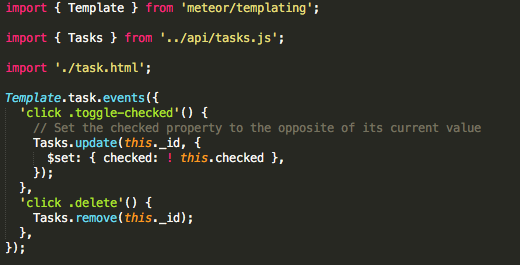 import { Template } from 'meteor/templating';
import { Tasks } from '../api/tasks.js';
import './task.html';
Template.task.events({
  'click .toggle-checked'() {
    // Set the checked property to the opposite of its current value
    Tasks.update(this._id, {
      $set: { checked: ! this.checked },
    });
  },
  'click .delete'() {
    Tasks.remove(this._id);
  },
});